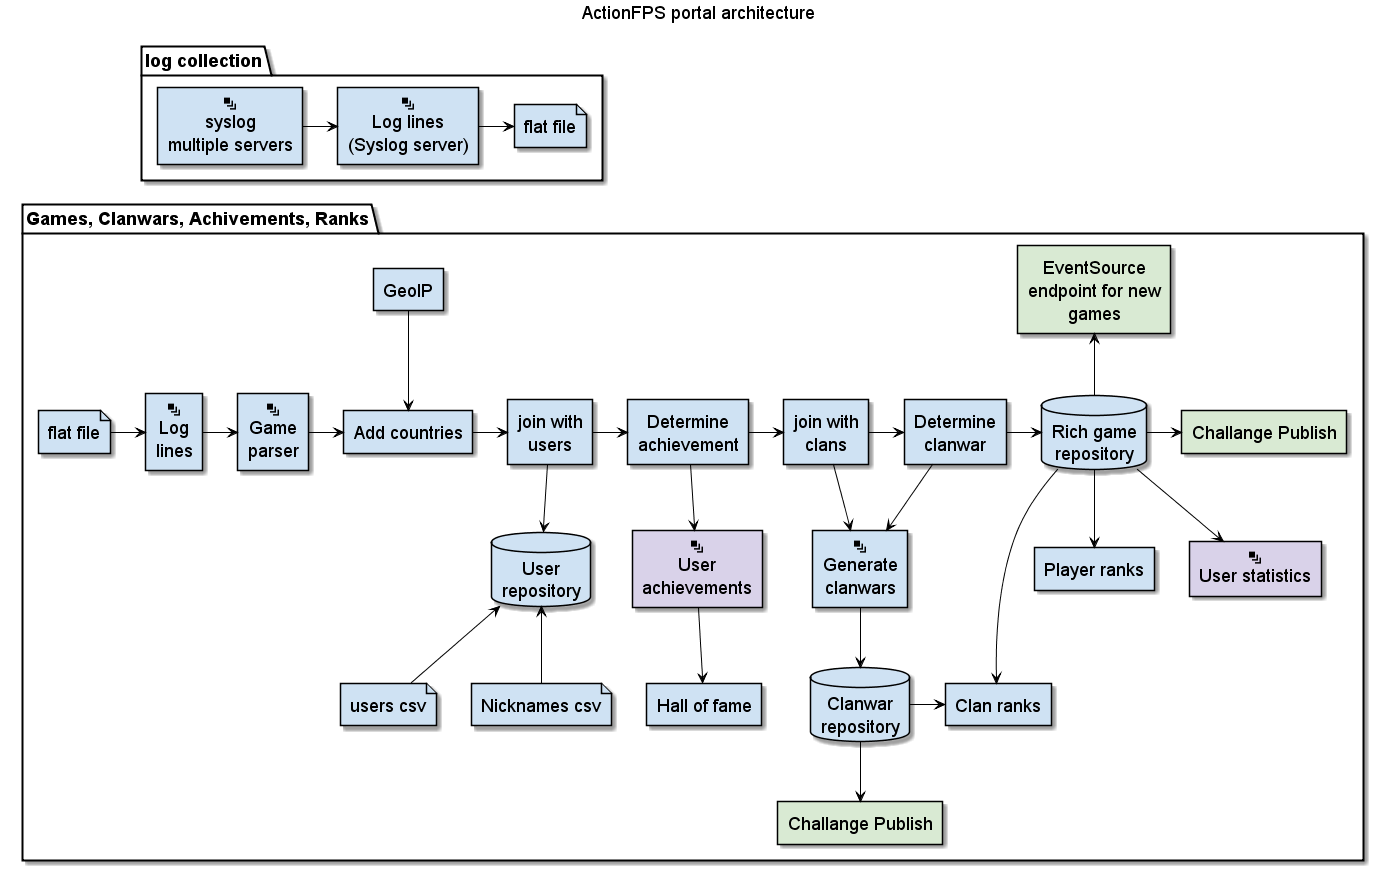 ActionFPS portal architecture
log collection
syslog
multiple servers
Log lines
(Syslog server)
flat file
Games, Clanwars, Achivements, Ranks
EventSource
endpoint for new
games
GeoIP
flat file
Log
lines
Game
parser
Add countries
join with
users
Determine
achievement
join with
clans
Determine
clanwar
Rich game
repository
Challange Publish
User
repository
User
achievements
Generate
clanwars
Player ranks
User statistics
users csv
Nicknames csv
Hall of fame
Clanwar
repository
Clan ranks
Challange Publish